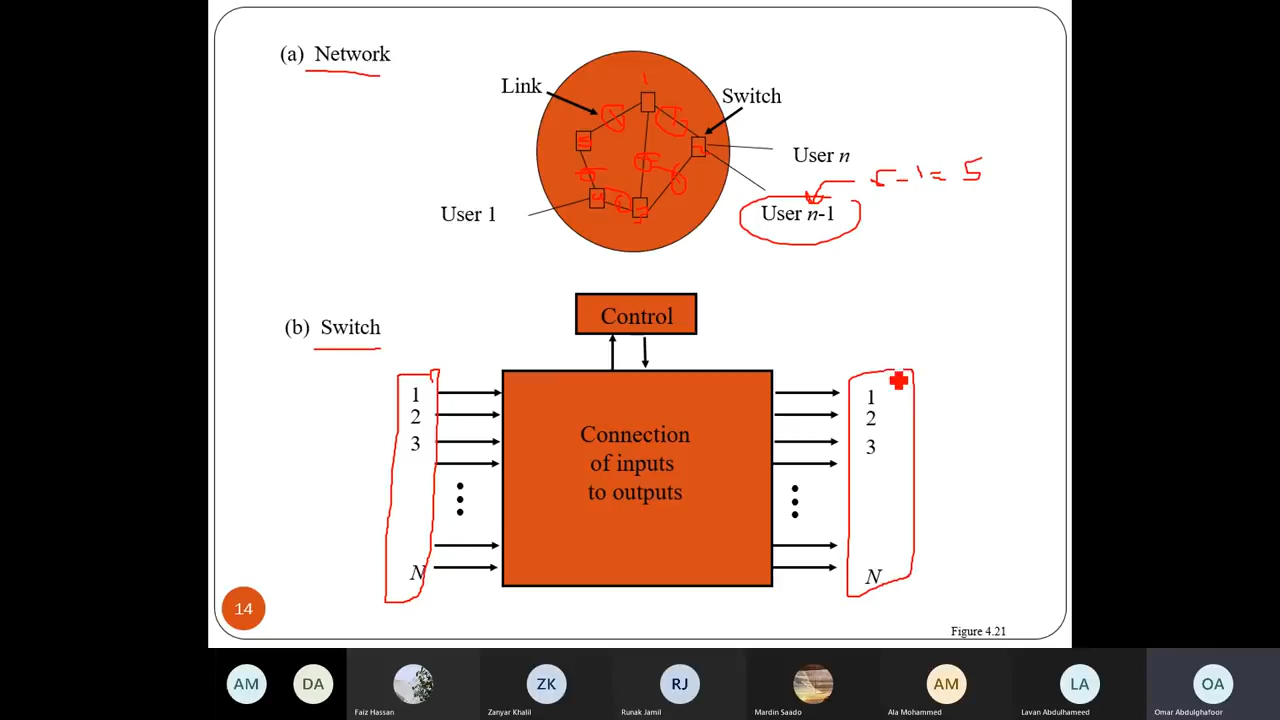 (a) Network
Link
Switch
User n
User 1
User n-1
-1= 5
(b) Switch
Control
1
2
3
N
Connection
of inputs
to outputs
1
2
3
N
14
Figure 4.21
AM
DA
Faiz Hassan
ZK
Zanyar Khalil
RJ
Runak Jamil
Mardin Saado
AM
Ala Mohammed
LA
Lavan Abdulhameed
OA
Omar Abdulghafoor